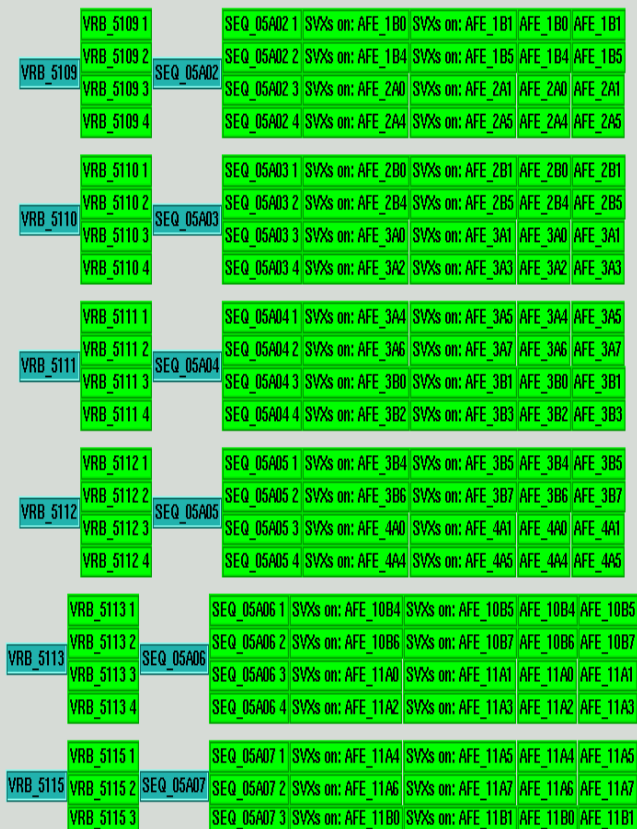 VRB_5109 1 SEQ_05A02 1 SVXs on: AFE_1B0 SVXs on: AFE_1B1 AFE_1B0 AFE_1B1
VRB_5109 2 SEQ_05A02 2 SVXs on: AFE_1B4 SVXs on: AFE_1B5 AFE_1B4 AFE_1B5
VRB_5109 SEQ_05A02
VRB_5109 3 SEQ_05A02 3 SVXs on: AFE_2A0 SVXs on: AFE_2A1 AFE_2A0 AFE_2A1
VRB_5109 4 SEQ_05A02 4 SVXs on: AFE_2A4 SVXs on: AFE_2A5 AFE_2A4 AFE_2A5
VRB_5110 1 SEQ_05A03 1 SVXs on: AFE_2B0 SVXs on: AFE_2B1 AFE_2B0 AFE_2B1
VRB_5110 2 SEQ_05A03 2 SVXs on: AFE_2B4 SVXs on: AFE_2B5 AFE_2B4 AFE_2B5
VRB_5110 SEQ_05A03
VRB_5110 3 SEQ_05A03 3 SVXs on: AFE_3A0 SVXs on: AFE_3A1 AFE_3A0 AFE_3A1
VRB_5110 4 SEQ_05A03 4 SVXs on: AFE_3A2 SVXs on: AFE_3A3 AFE_3A2 AFE_3A3
VRB_5111 1 SEQ_05A04 1 SVXs on: AFE_3A4 SVXs on: AFE_3A5 AFE_3A4 AFE_3A5
VRB_5111 2 SEQ_05A04 2 SVXs on: AFE_3A6 SVXs on: AFE_3A7 AFE_3A6 AFE_3A7
VRB_5111 SEQ_05A04
VRB_5111 3 SEQ_05A04 3 SVXs on: AFE_3B0 SVXs on: AFE_3B1 AFE_3B0 AFE_3B1
VRB_5111 4 SEQ_05A04 4 SVXs on: AFE_3B2 SVXs on: AFE_3B3 AFE_3B2 AFE_3B3
VRB_5112 1 SEQ_05A05 1 SVXs on: AFE_3B4 SVXs on: AFE_3B5 AFE_3B4 AFE_3B5
VRB_5112 2 SEQ_05A05 2 SVXs on: AFE_3B6 SVXs on: AFE_3B7 AFE_3B6 AFE_3B7
VRB_5112 SEQ_05A05
VRB_5112 3 SEQ_05A05 3 SVXs on: AFE_4A0 SVXs on: AFE_4A1 AFE_4A0 AFE_4A1
VRB_5112 4 SEQ_05A05 4 SVXs on: AFE_4A4 SVXs on: AFE_4A5 AFE_4A4 AFE_4A5
VRB_5113 1 SEQ_05A06 1 SVXs on: AFE_10B4 SVXs on: AFE_10B5 AFE_10B4 AFE_10B5
VRB_5113 2 SEQ_05A06 2 SVXs on: AFE_10B6 SVXs on: AFE_10B7 AFE_10B6 AFE_10B7
VRB_5113 SEQ_05A06
VRB_5113 3 SEQ_05A06 3 SVXs on: AFE_11A0 SVXs on: AFE_11A1 AFE_11A0 AFE_11A1
VRB_5113 4 SEQ_05A06 4 SVXs on: AFE_11A2 SVXs on: AFE_11A3 AFE_11A2 AFE_11A3
VRB_5115 1 SEQ_05A07 1 SVXs on: AFE_11A4 SVXs on: AFE_11A5 AFE_11A4 AFE_11A5
VRB_5115 VRB_5115 2 SEQ_05A07 SEQ_05A07 2 SVXs on: AFE_11A6 SVXs on: AFE_11A7 AFE_11A6 AFE_11A7
VRB_5115 3 SEQ_05A07 3 SVXs on: AFE_11B0 SVXs on: AFE_11B1 AFE_11B0 AFE_11B1